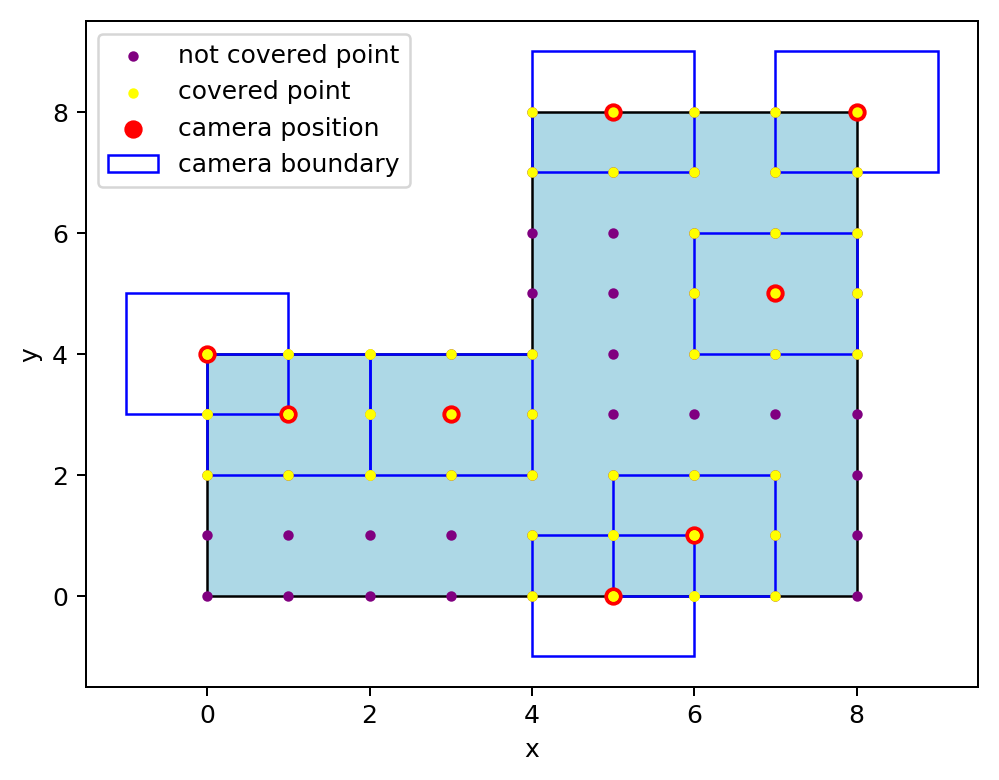 not covered point
covered point
camera position
camera boundary
8
6
4
2
0
y
0 2 4 6 8
x